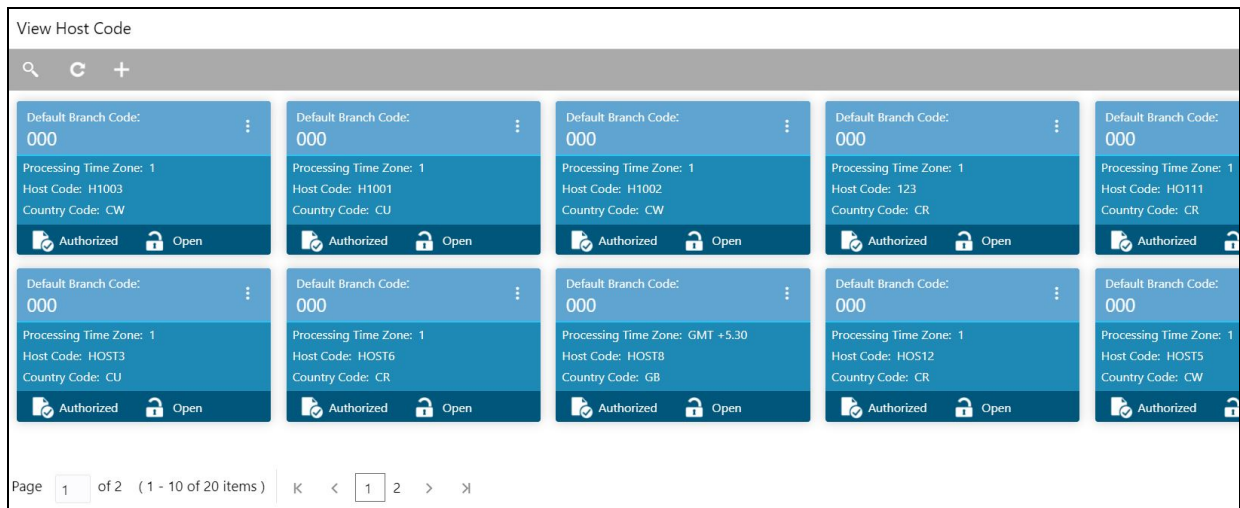 View Host Code
Default Branch Code:
000
Processing Time Zone: 1
Host Code: H1003
Country Code: CW
Authorized Open
Default Branch Code:
000
Processing Time Zone: 1
Host Code: H1001
Country Code: CU
Authorized Open
Default Branch Code:
000
Processing Time Zone: 1
Host Code: H1002
Country Code: CW
Authorized Open
Default Branch Code:
000
Processing Time Zone: 1
Host Code: 123
Country Code: CR
Authorized Open
Default Branch Code:
000
Processing Time Zone: 1
Host Code: HO111
Country Code: CR
Authorized
Default Branch Code:
000
Processing Time Zone: 1
Host Code: HOST3
Country Code: CU
Authorized Open
Default Branch Code:
000
Processing Time Zone: 1
Host Code: HOST6
Country Code: CR
Authorized Open
Default Branch Code:
000
Processing Time Zone: GMT +5.30
Host Code: HOST8
Country Code: GB
Authorized Open
Default Branch Code:
000
Processing Time Zone: 1
Host Code: HOS12
Country Code: CR
Authorized Open
Default Branch Code:
000
Processing Time Zone: 1
Host Code: HOST5
Country Code: CW
Authorized
Page 1 of 2 ( 1 - 10 of 20 items ) 1 2